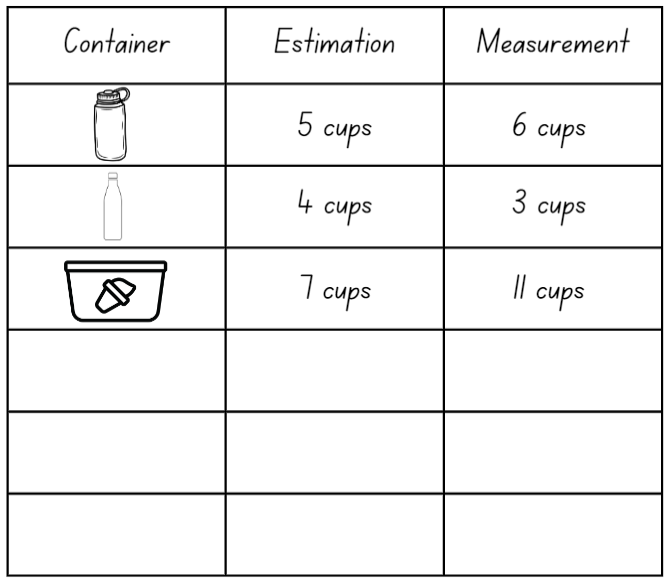 Container Estimation Measurement
5 cups 6 cups
4 cups 3 cups
7 cups 11 cups